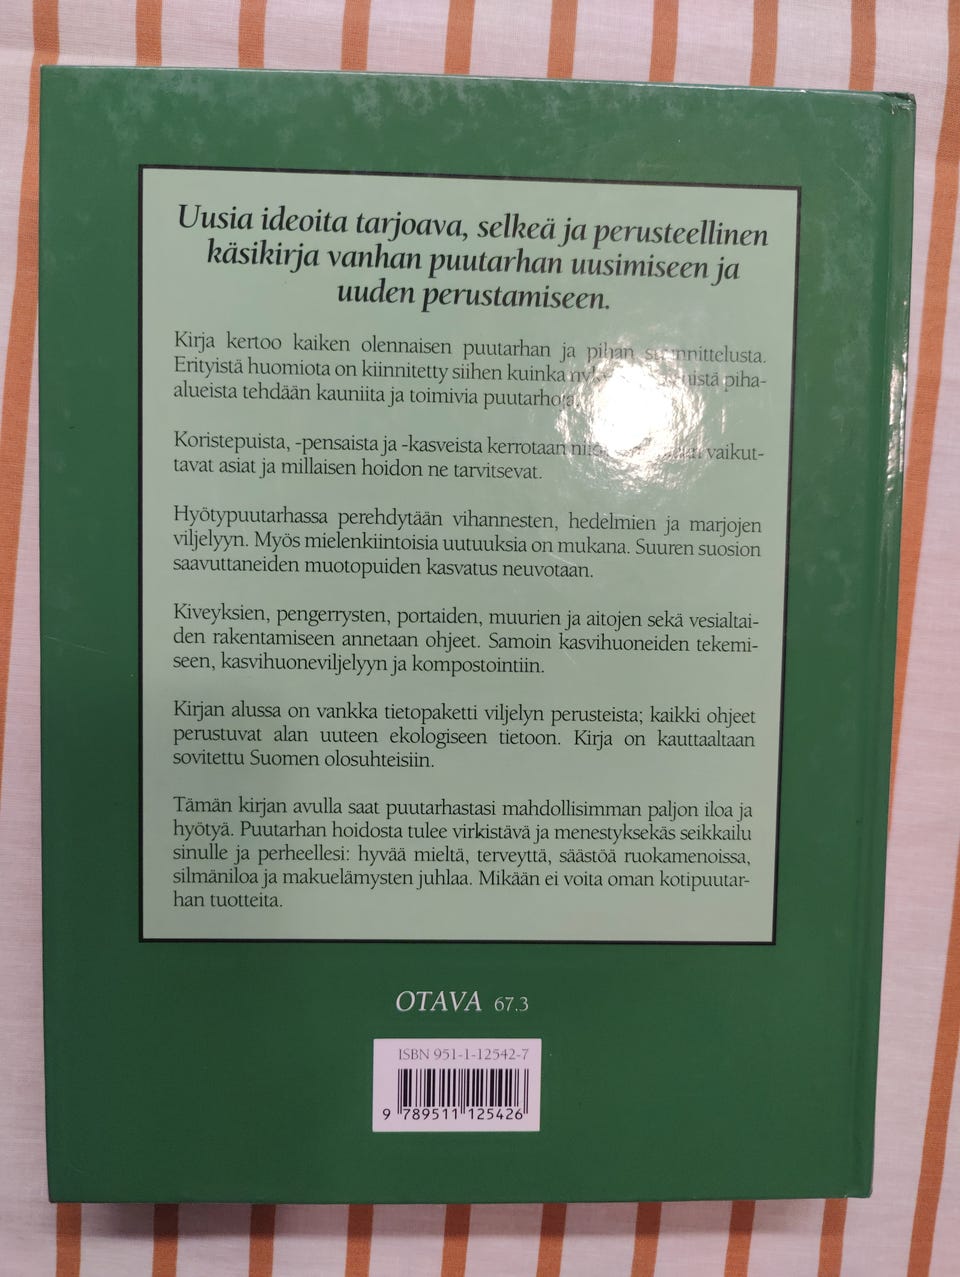 Uusia ideoita tarjoava, selkeä ja perusteellinen
käsikirja vanhan puutarhan uusimiseen ja
uuden perustamiseen.
Kirja kertoo kaiken olennaisen puutarhan ja pihan suunnittelusta.
Erityistä huomiota on kiinnitetty siihen kuinka piha-
alueista tehdään kauniita ja toimivia puutarhoja.
Koristepuista, -pensaista ja -kasveista kerrotaan vaikut-
tavat asiat ja millaisen hoidon ne tarvitsevat.
Hyötypuutarhassa perehdytään vihannesten, hedelmien ja marjojen
viljelyyn. Myös mielenkiintoisia uutuuksia on mukana. Suuren suosion
saavuttaneiden muotopuiden kasvatus neuvotaan.
Kiveyksien, pengerrysten, portaiden, muurien ja aitojen sekä vesialtai-
den rakentamiseen annetaan ohjeet. Samoin kasvihuoneiden tekemi-
seen, kasvihuoneviljelyyn ja kompostointiin.
Kirjan alussa on vankka tietopaketti viljelyn perusteista; kaikki ohjeet
perustuvat alan uuteen ekologiseen tietoon. Kirja on kauttaaltaan
sovitettu Suomen olosuhteisiin.
Tämän kirjan avulla saat puutarhastasi mahdollisimman paljon iloa ja
hyötyä. Puutarhan hoidosta tulee virkistävä ja menestyksekäs seikkailu
sinulle ja perheellesi: hyvää mieltä, terveyttä, säästöä ruokamenoissa,
silmäniloa ja makuelämysten juhlaa. Mikään ei voita oman kotipuutar-
han tuotteita.
OTAVA 67.3
ISBN 951-1-12542-7
9 789511 125426